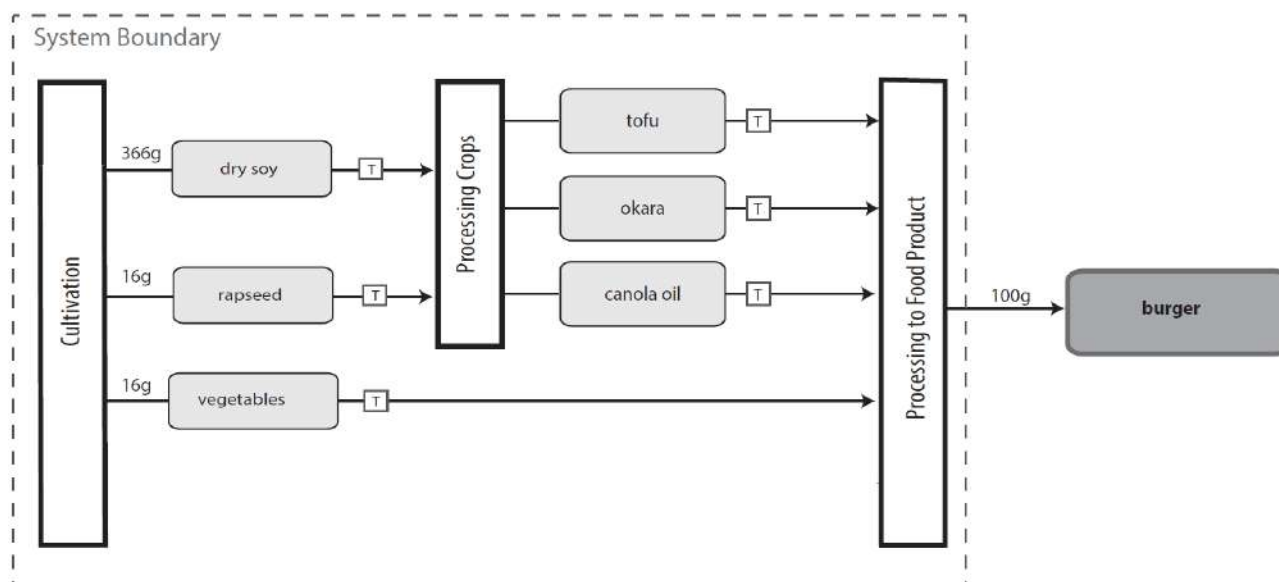 System Boundary
Cultivation
366g
dry soy
T
16g
rapseed
T
16g
vegetables
T
Processing Crops
tofu
T
okara
T
canola oil
T
Processing to Food Product
100g
burger